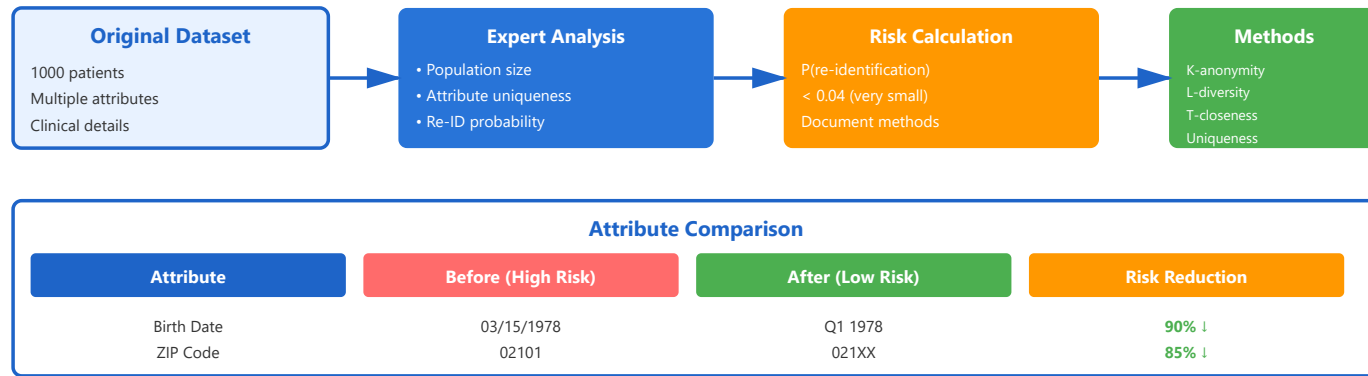 Original Dataset
1000 patients
Multiple attributes
Clinical details
Expert Analysis
• Population size
• Attribute uniqueness
• Re-ID probability
Risk Calculation
P(re-identification)
< 0.04 (very small)
Document methods
Methods
K-anonymity
L-diversity
T-closeness
Uniqueness
Attribute Comparison
Attribute Before (High Risk) After (Low Risk) Risk Reduction
Birth Date 03/15/1978 Q1 1978 90% ↓
ZIP Code 02101 021XX 85% ↓